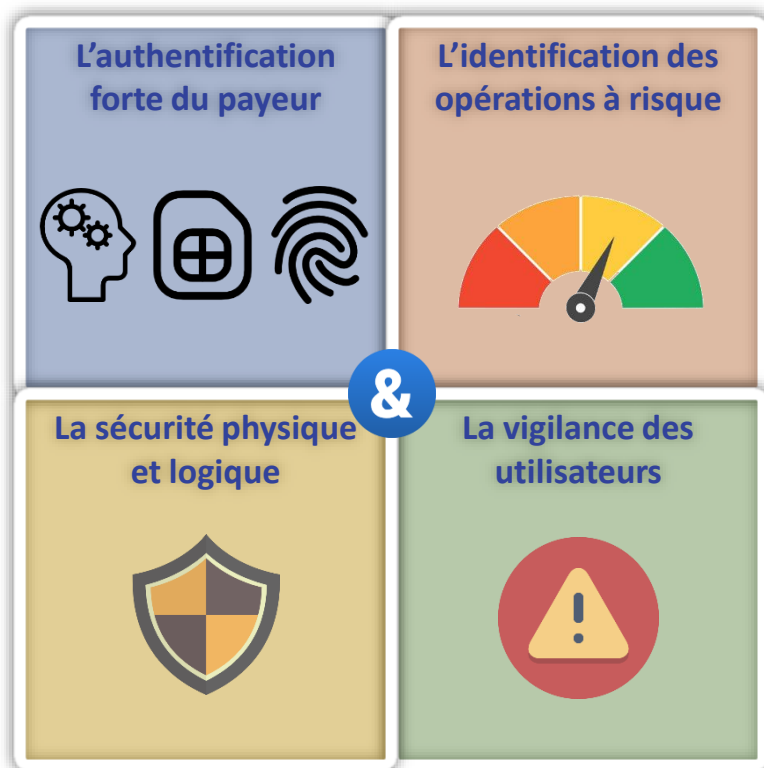 L'authentification
forte du payeur
L'identification des
opérations à risque
&
La sécurité physique
et logique
La vigilance des
utilisateurs